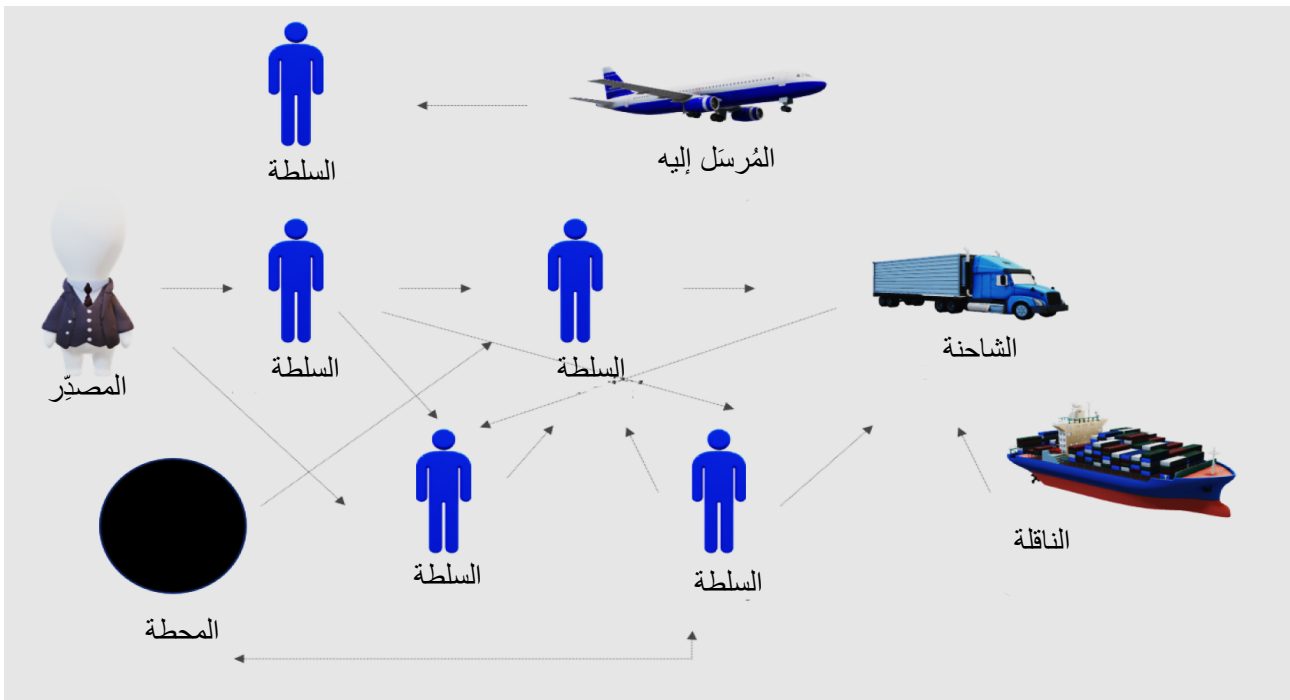 المُرسَل إليه
السلطة
المصدِّر
السلطة
السلطة
الشاحنة
السلطة
السلطة
الناقلة
المحطة